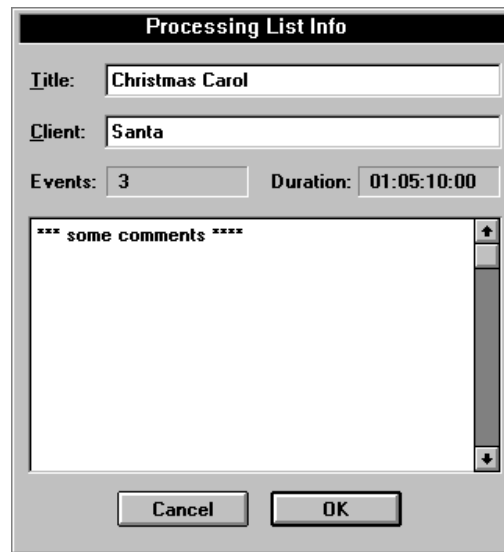 Processing List Info
Title: Christmas Carol
Client: Santa
Events: 3 Duration: 01:05:10:00
*** some comments ****
Cancel OK